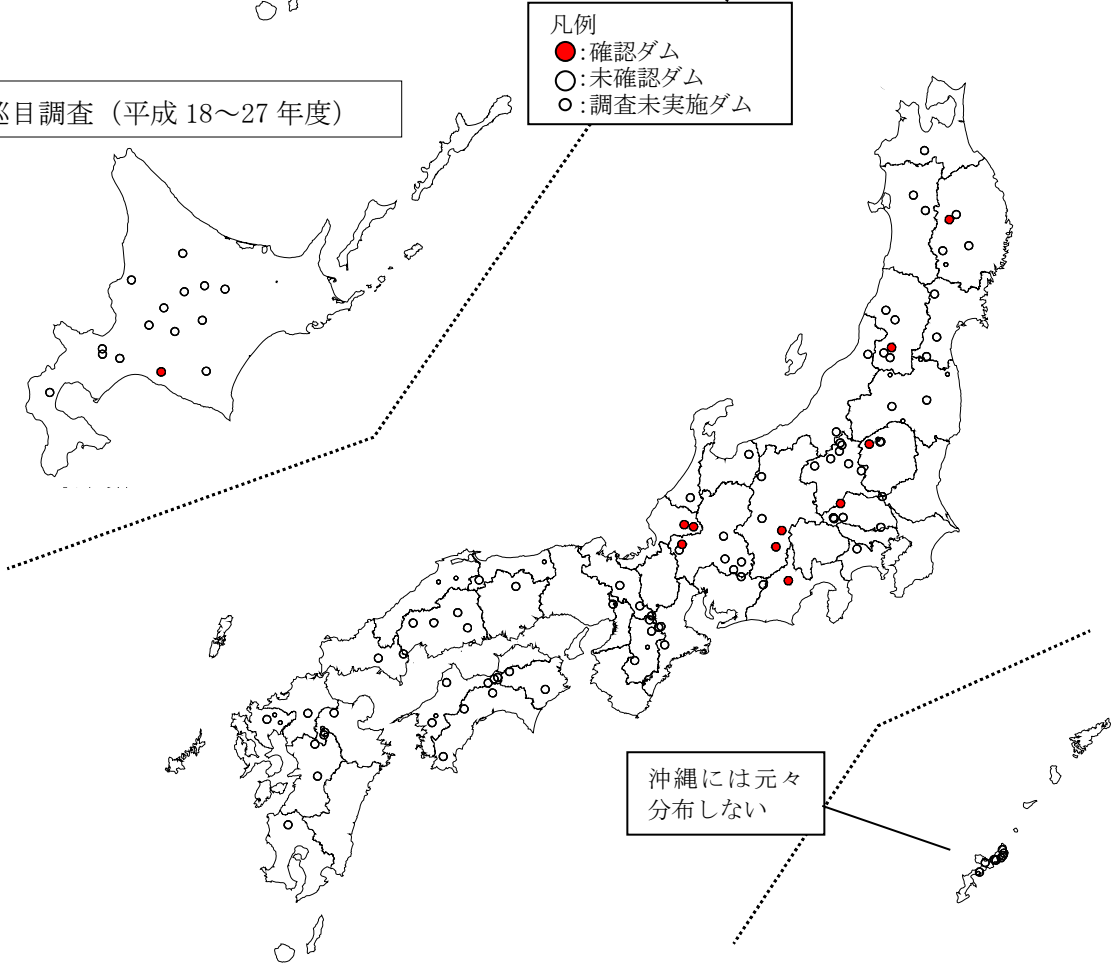 凡例
：確認ダム
：未確認ダム
：調査未実施ダム
巡目調査（平成 18～27 年度）
沖縄には元々
分布しない